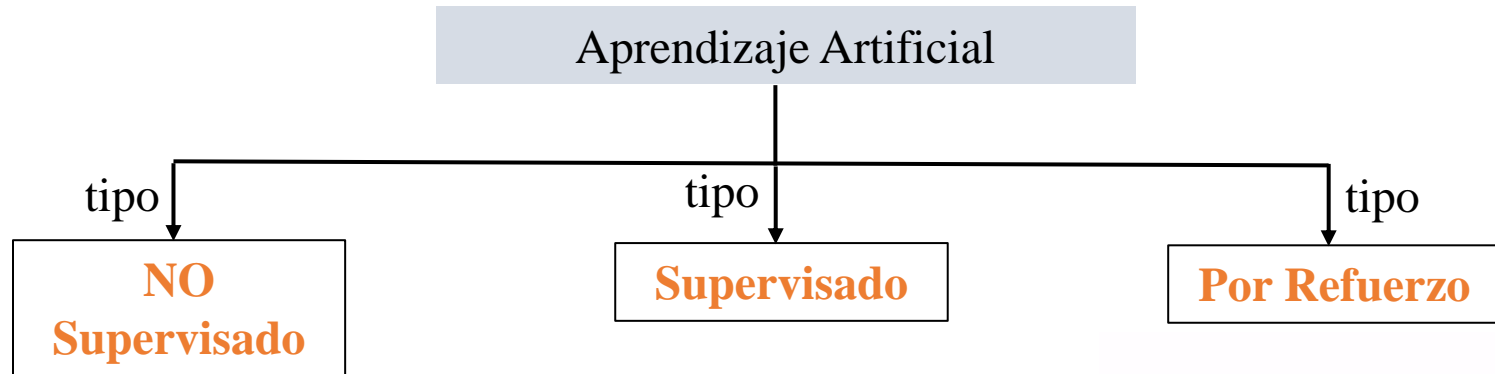 Aprendizaje Artificial
tipo
tipo
tipo
NO
Supervisado
Supervisado
Por Refuerzo